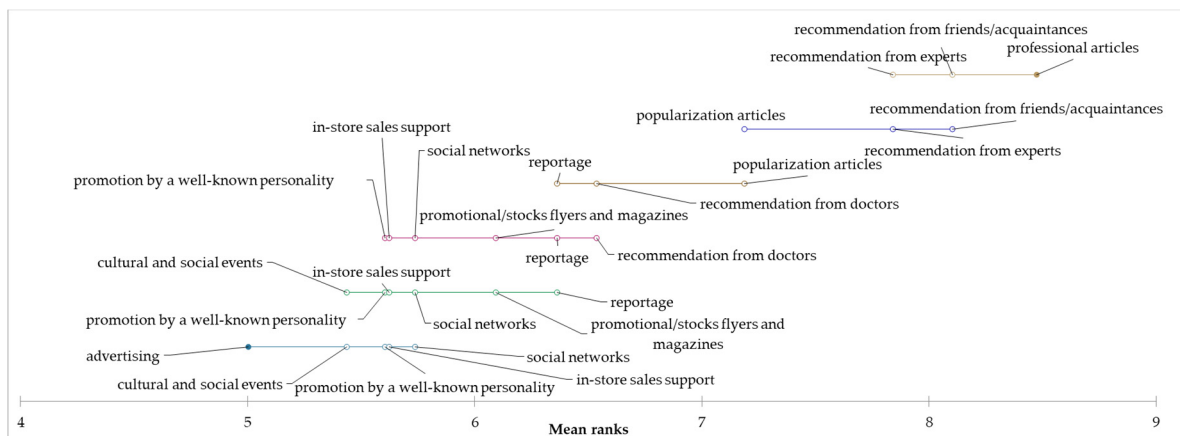 recommendation from friends/acquaintances
professional articles
recommendation from experts
popularization articles
recommendation from friends/acquaintances
recommendation from experts
in-store sales support
social networks
reportage
popularization articles
promotion by a well-known personality
recommendation from doctors
promotional/stocks flyers and magazines
reportage
recommendation from doctors
cultural and social events
in-store sales support
reportage
promotion by a well-known personality
social networks
promotional/stocks flyers and
magazines
advertising
social networks
cultural and social events
promotion by a well-known personality
in-store sales support
4 5 6 7 8 9
Mean ranks